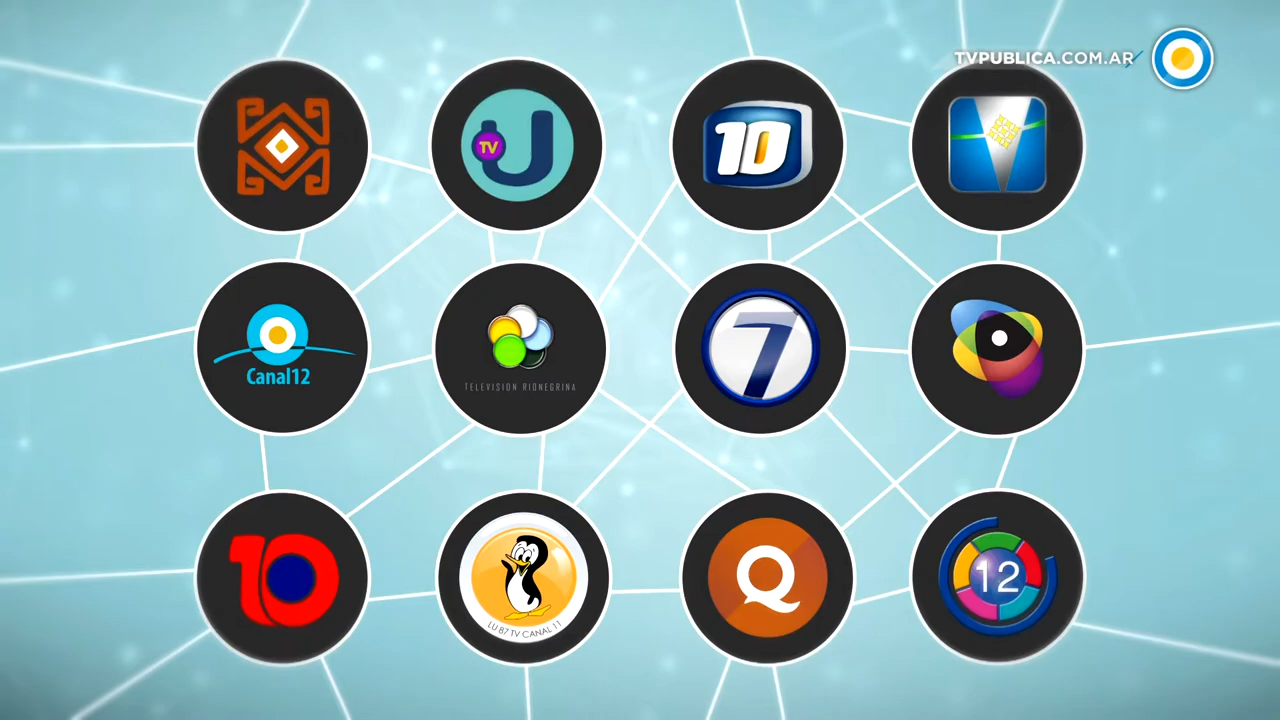 TVPUBLICA.COM.AR
TV U
10
Canal12
TELEVISION RIONEGRINA
7
10
LU 87 TV CANAL 11
Q
12